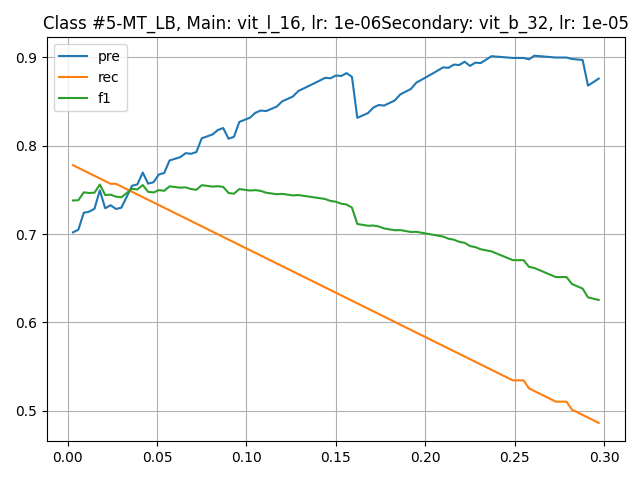 Class #5-MT_LB, Main: vit_l_16, lr: 1e-06Secondary: vit_b_32, lr: 1e-05
pre
rec
f1
0.9
0.8
0.7
0.6
0.5
0.00 0.05 0.10 0.15 0.20 0.25 0.30